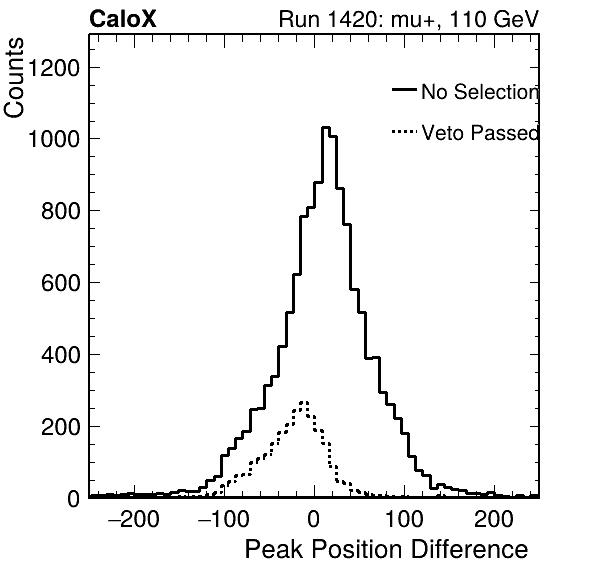 CaloX Run 1420: mu+, 110 GeV
Counts
1200
1000
800
600
400
200
0
No Selection
Veto Passed
−200 −100 0 100 200
Peak Position Difference